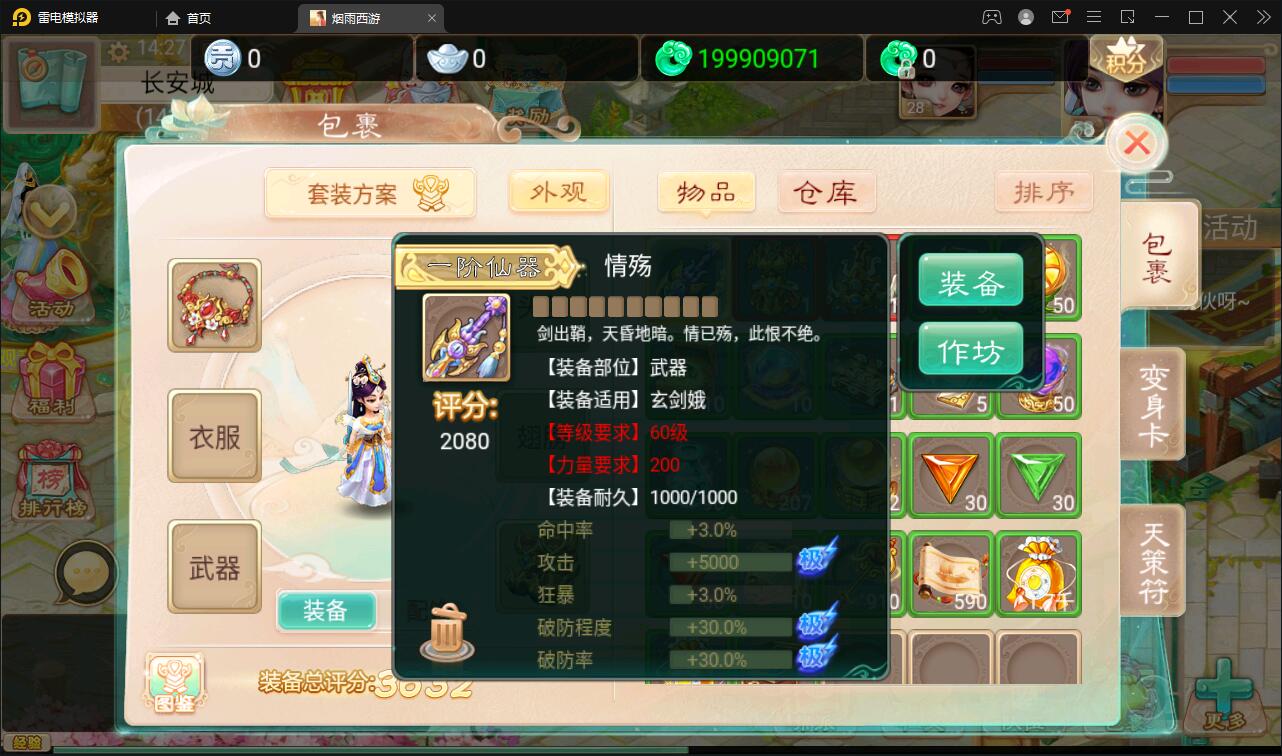 雷电模拟器
首页
烟雨西游
14:27
贡 0
0
199909071
0
积分
长安城
28
奖励
包裹
套装方案
外观
物品
仓库
排序
包裹
活动
一阶仙器
情殇
装备
50
伙呀~
剑出鞘，天昏地暗。情已殇，此恨不绝。
作坊
【装备部位】武器
【装备适用】玄剑娥
5
50
评分:
2080
【等级要求】60级
【力量要求】200
【装备耐久】1000/1000
30
30
命中率 +3.0%
攻击 +5000 极
狂暴 +3.0%
590
破防程度 +30.0% 极
破防率 +30.0% 极
变身卡
天策符
活动
福利
榜
排行榜
衣服
武器
装备
装备总评分:3632
图鉴
更多
经验